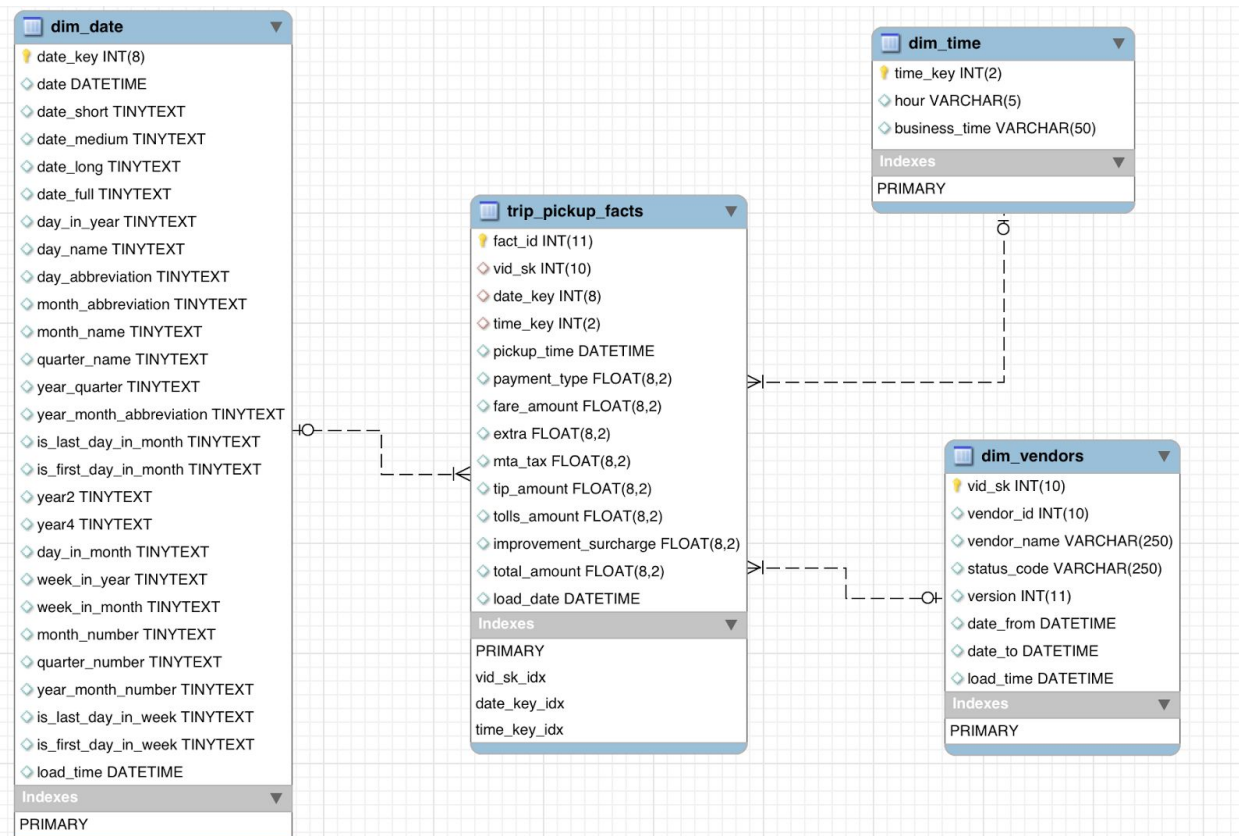 dim_date
date_key INT(8)
date DATETIME
date_short TINYTEXT
date_medium TINYTEXT
date_long TINYTEXT
date_full TINYTEXT
day_in_year TINYTEXT
day_name TINYTEXT
day_abbreviation TINYTEXT
month_abbreviation TINYTEXT
month_name TINYTEXT
quarter_name TINYTEXT
year_quarter TINYTEXT
year_month_abbreviation TINYTEXT
is_last_day_in_month TINYTEXT
is_first_day_in_month TINYTEXT
year2 TINYTEXT
year4 TINYTEXT
day_in_month TINYTEXT
week_in_year TINYTEXT
week_in_month TINYTEXT
month_number TINYTEXT
quarter_number TINYTEXT
year_month_number TINYTEXT
is_last_day_in_week TINYTEXT
is_first_day_in_week TINYTEXT
load_time DATETIME
Indexes
PRIMARY
trip_pickup_facts
fact_id INT(11)
vid_sk INT(10)
date_key INT(8)
time_key INT(2)
pickup_time DATETIME
payment_type FLOAT(8,2)
fare_amount FLOAT(8,2)
extra FLOAT(8,2)
mta_tax FLOAT(8,2)
tip_amount FLOAT(8,2)
tolls_amount FLOAT(8,2)
improvement_surcharge FLOAT(8,2)
total_amount FLOAT(8,2)
load_date DATETIME
Indexes
PRIMARY
vid_sk_idx
date_key_idx
time_key_idx
dim_time
time_key INT(2)
hour VARCHAR(5)
business_time VARCHAR(50)
Indexes
PRIMARY
dim_vendors
vid_sk INT(10)
vendor_id INT(10)
vendor_name VARCHAR(250)
status_code VARCHAR(250)
version INT(11)
date_from DATETIME
date_to DATETIME
load_time DATETIME
Indexes
PRIMARY